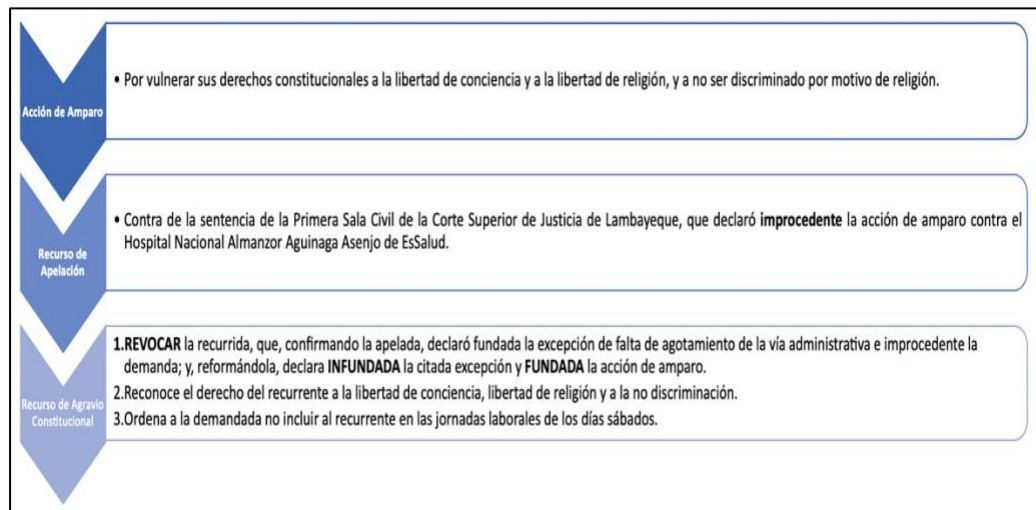 Acción de Amparo
• Por vulnerar sus derechos constitucionales a la libertad de conciencia y a la libertad de religión, y a no ser discriminado por motivo de religión.
Recurso de
Apelación
• Contra de la sentencia de la Primera Sala Civil de la Corte Superior de Justicia de Lambayeque, que declaró improcedente la acción de amparo contra el
Hospital Nacional Almanzor Aguinaga Asenjo de EsSalud.
Recurso de Agravio
Constitucional
1.REVOCAR la recurrida, que, confirmando la apelada, declaró fundada la excepción de falta de agotamiento de la vía administrativa e improcedente la
demanda; y, reformándola, declara INFUNDADA la citada excepción y FUNDADA la acción de amparo.
2.Reconoce el derecho del recurrente a la libertad de conciencia, libertad de religión y a la no discriminación.
3.Ordena a la demandada no incluir al recurrente en las jornadas laborales de los días sábados.